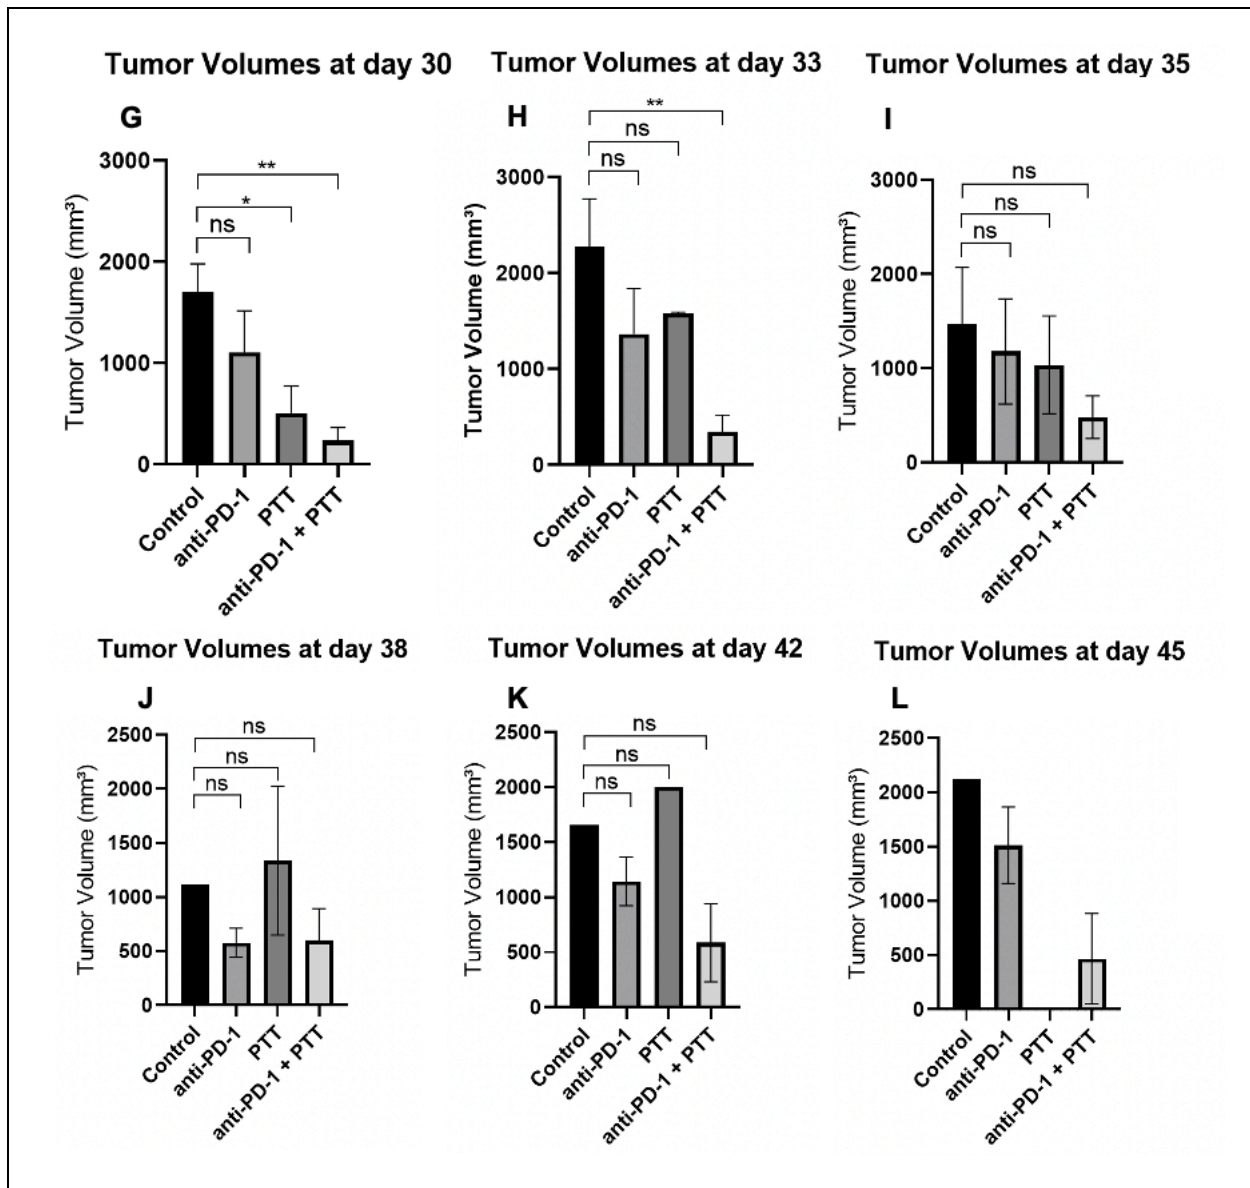 Tumor Volumes at day 30
G
Tumor Volume (mm³)
3000
2000
1000
0
**
*
ns
Control
anti-PD-1
PTT
anti-PD-1 + PTT
Tumor Volumes at day 33
H
Tumor Volume (mm³)
3000
2000
1000
0
**
ns
ns
Control
anti-PD-1
PTT
anti-PD-1 + PTT
Tumor Volumes at day 35
I
Tumor Volume (mm³)
3000
2000
1000
0
ns
ns
ns
Control
anti-PD-1
PTT
anti-PD-1 + PTT
Tumor Volumes at day 38
J
Tumor Volume (mm³)
2500
2000
1500
1000
500
0
ns
ns
ns
Control
anti-PD-1
PTT
anti-PD-1 + PTT
Tumor Volumes at day 42
K
Tumor Volume (mm³)
2500
2000
1500
1000
500
0
ns
ns
ns
Control
anti-PD-1
PTT
anti-PD-1 + PTT
Tumor Volumes at day 45
L
Tumor Volume (mm³)
2500
2000
1500
1000
500
0
Control
anti-PD-1
PTT
anti-PD-1 + PTT